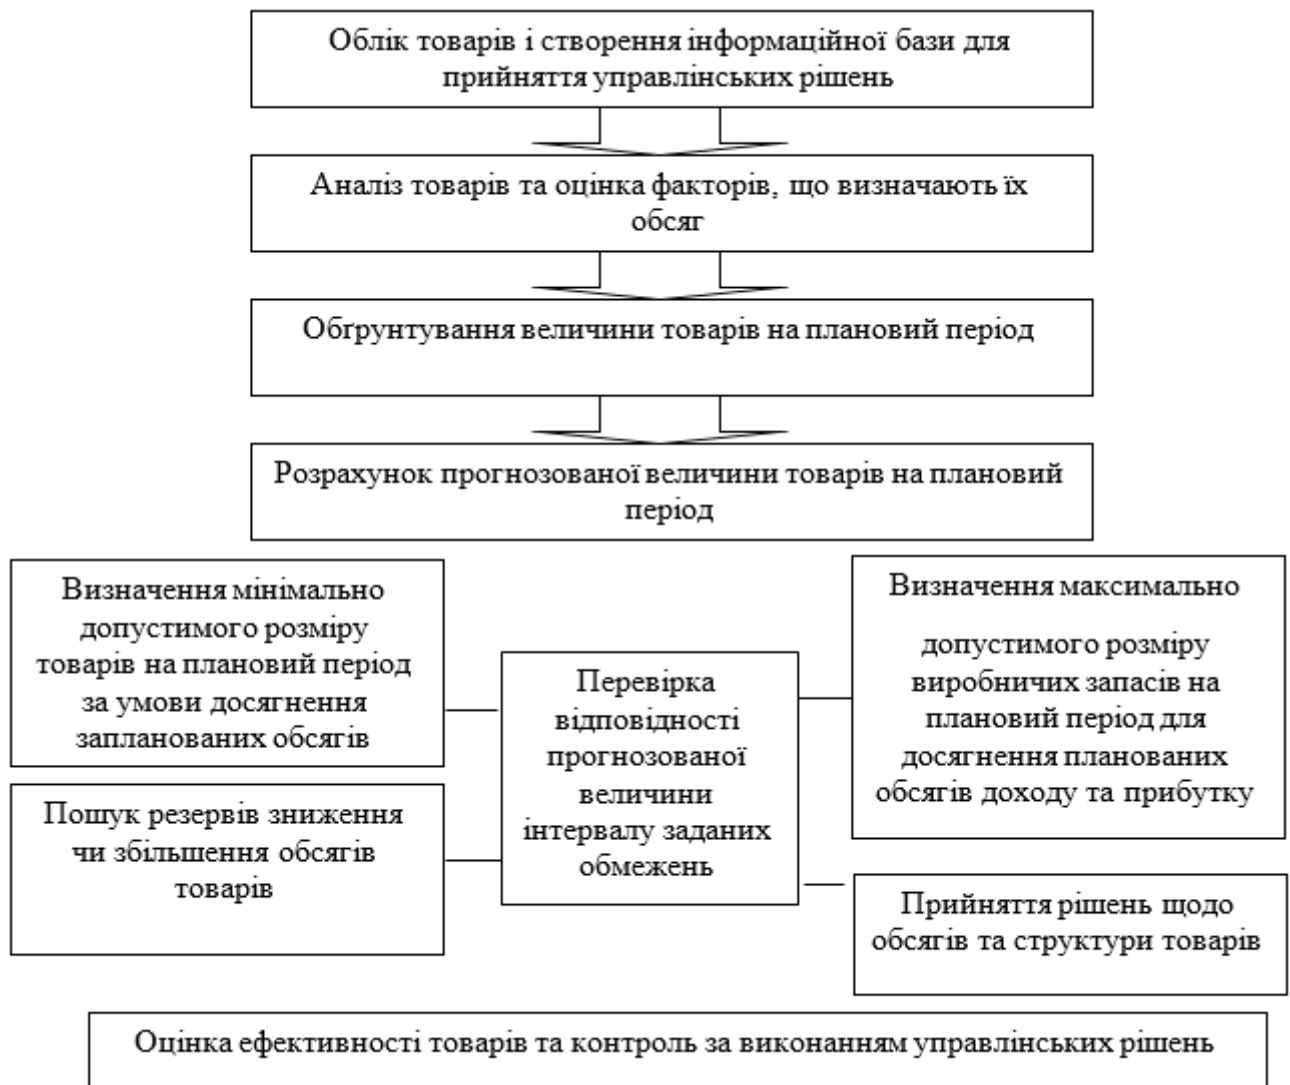 Облік товарів і створення інформаційної бази для
прийняття управлінських рішень
Аналіз товарів та оцінка факторів, що визначають їх
обсяг
Обґрунтування величини товарів на плановий період
Розрахунок прогнозованої величини товарів на плановий
період
Визначення мінімально
допустимого розміру
товарів на плановий період
за умови досягнення
запланованих обсягів
Визначення максимально
допустимого розміру
виробничих запасів на
плановий період для
досягнення планованих
обсягів доходу та прибутку
Перевірка
відповідності
прогнозованої
величини
інтервалу заданих
обмежень
Пошук резервів зниження
чи збільшення обсягів
товарів
Прийняття рішень щодо
обсягів та структури товарів
Оцінка ефективності товарів та контроль за виконанням управлінських рішень